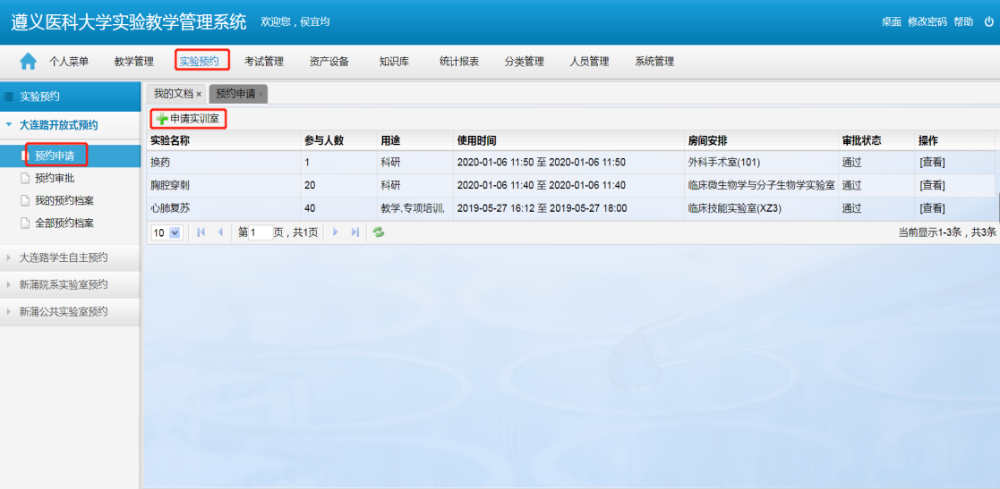 遵义医科大学实验教学管理系统 欢迎您，侯宜均 桌面 修改密码 帮助
个人菜单 教学管理 实验预约 考试管理 资产设备 知识库 统计报表 分类管理 人员管理 系统管理
实验预约
大连路开放式预约
预约申请
预约审批
我的预约档案
全部预约档案
大连路学生自主预约
新蒲院系实验室预约
新蒲公共实验室预约
我的文档 × 预约申请 ×
申请实训室
实验名称 参与人数 用途 使用时间 房间安排 审批状态 操作
换药 1 科研 2020-01-06 11:50 至 2020-01-06 11:50 外科手术室(101) 通过 [查看]
胸腔穿刺 20 科研 2020-01-06 11:40 至 2020-01-06 11:40 临床微生物学与分子生物学实验室 通过 [查看]
心肺复苏 40 教学,专项培训, 2019-05-27 16:12 至 2019-05-27 18:00 临床技能实验室(XZ3) 通过 [查看]
10 第 1 页，共1页 当前显示1-3条，共3条